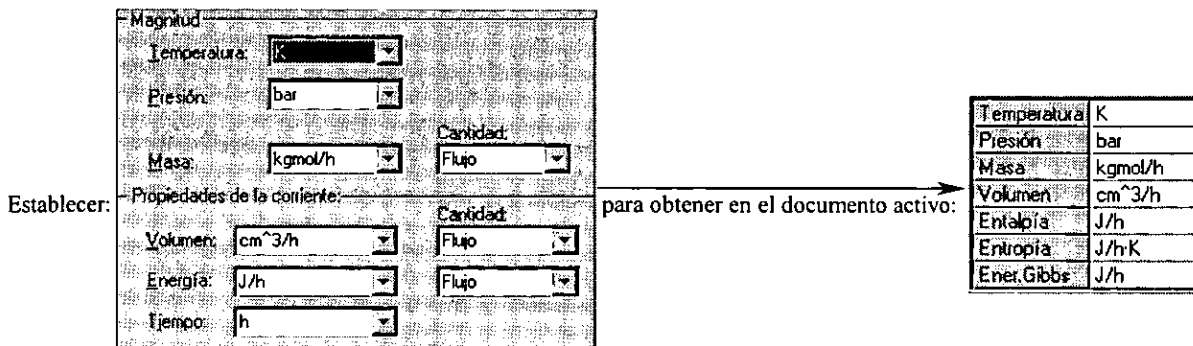 Magnitud
Temperatura: K
Presión: bar
Cantidad:
Masa: kgmol/h Flujo
Establecer:
Propiedades de la corriente:
Cantidad:
Volumen: cm^3/h Flujo
Energía: J/h Flujo
Tiempo: h
para obtener en el documento activo:
Temperatura K
Presión bar
Masa kgmol/h
Volumen cm^3/h
Entalpía J/h
Entropía J/h·K
Ener.Gibbs J/h